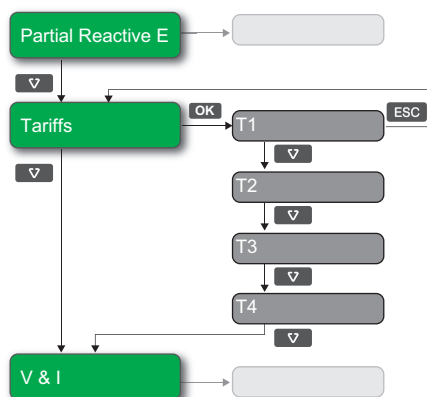 Partial Reactive E
Tariffs
OK
T1
ESC
T2
T3
T4
V & I